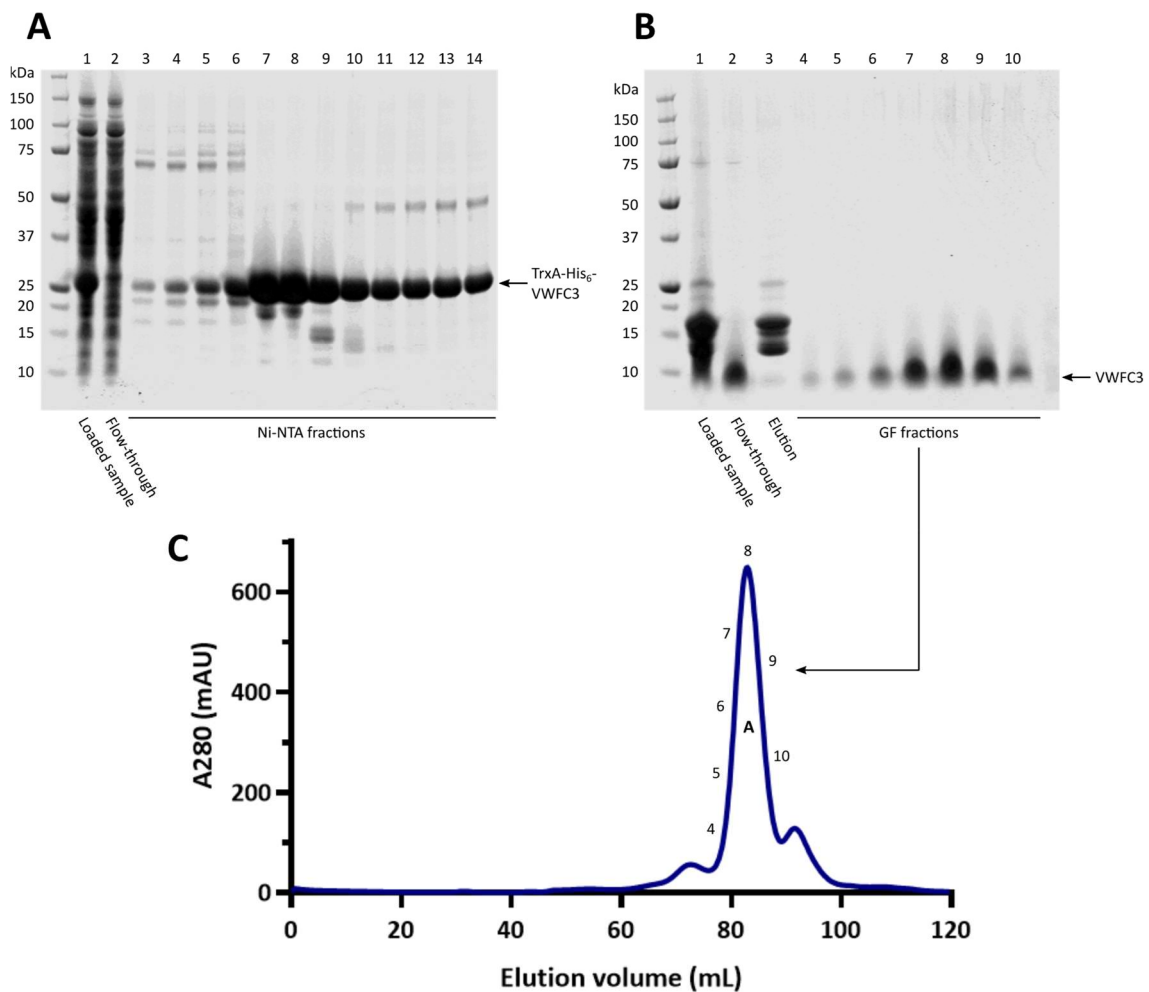 A
1 2 3 4 5 6 7 8 9 10 11 12 13 14
kDa
150
100
75
50
37
25
20
15
10
TrxA-His6-
VWFC3
Loaded sample
Flow-through
Ni-NTA fractions
B
1 2 3 4 5 6 7 8 9 10
kDa
150
100
75
50
37
25
20
15
10
VWFC3
Loaded sample
Flow-through
Elution
GF fractions
C
A280 (mAU)
600
400
200
0
8
7
9
6
A
10
5
4
0 20 40 60 80 100 120
Elution volume (mL)